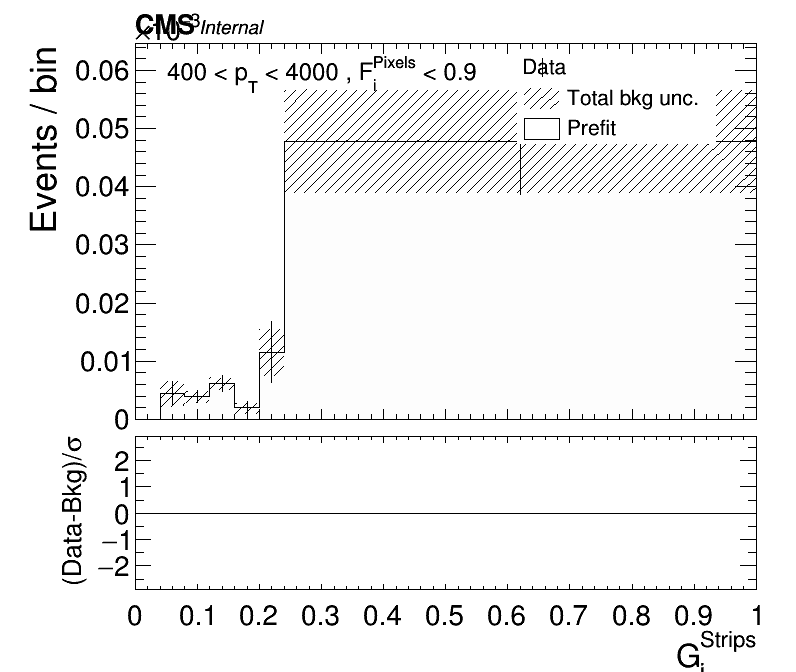 CMS Internal
×10³
Events / bin
0.06
0.05
0.04
0.03
0.02
0.01
0
400 < p_T < 4000 , F_i^Pixels < 0.9
Data
Total bkg unc.
Prefit
(Data-Bkg)/σ
2
1
0
−1
−2
0 0.1 0.2 0.3 0.4 0.5 0.6 0.7 0.8 0.9 1
G_i^Strips